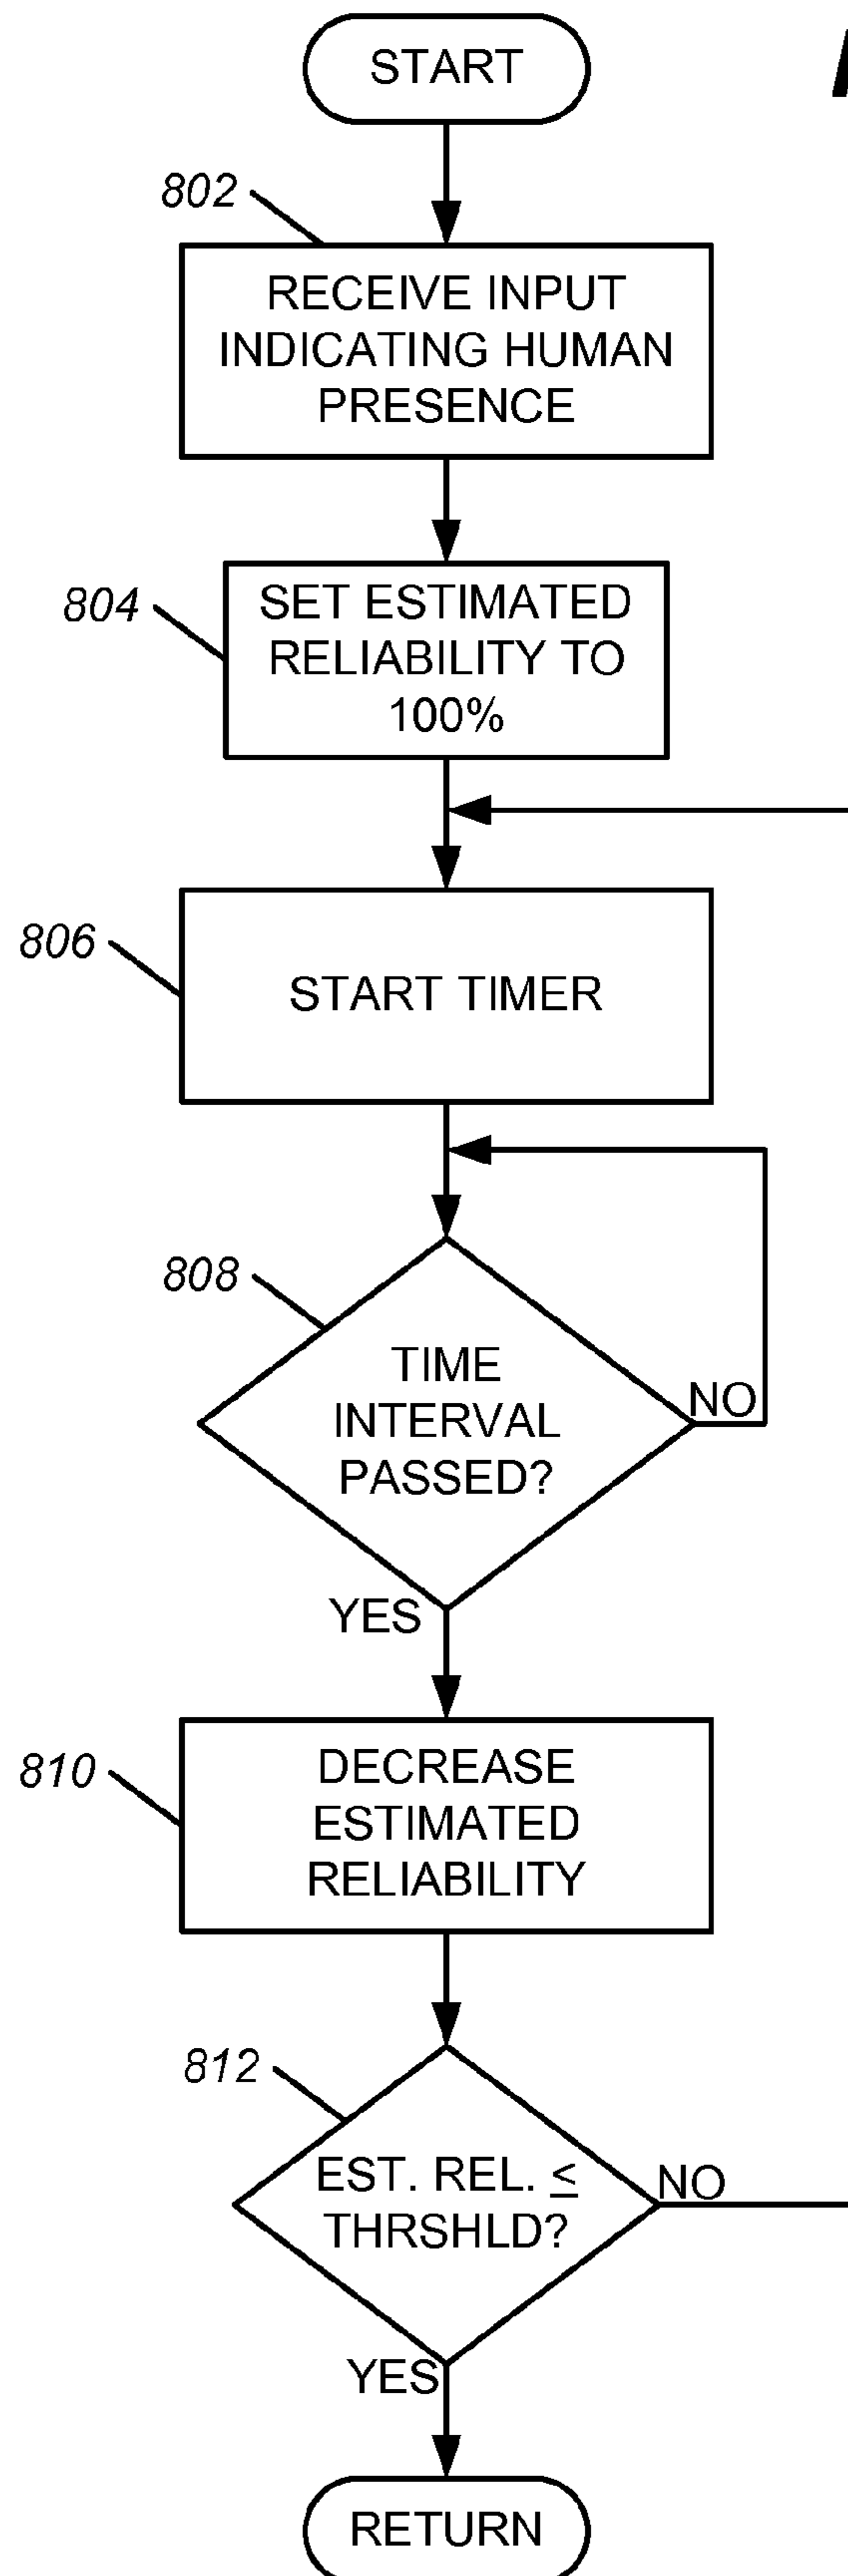 START
802
RECEIVE INPUT
INDICATING HUMAN
PRESENCE
804
SET ESTIMATED
RELIABILITY TO
100%
806
START TIMER
808
TIME
INTERVAL
PASSED?
NO
YES
810
DECREASE
ESTIMATED
RELIABILITY
812
EST. REL. ≤
THRSHLD?
NO
YES
RETURN